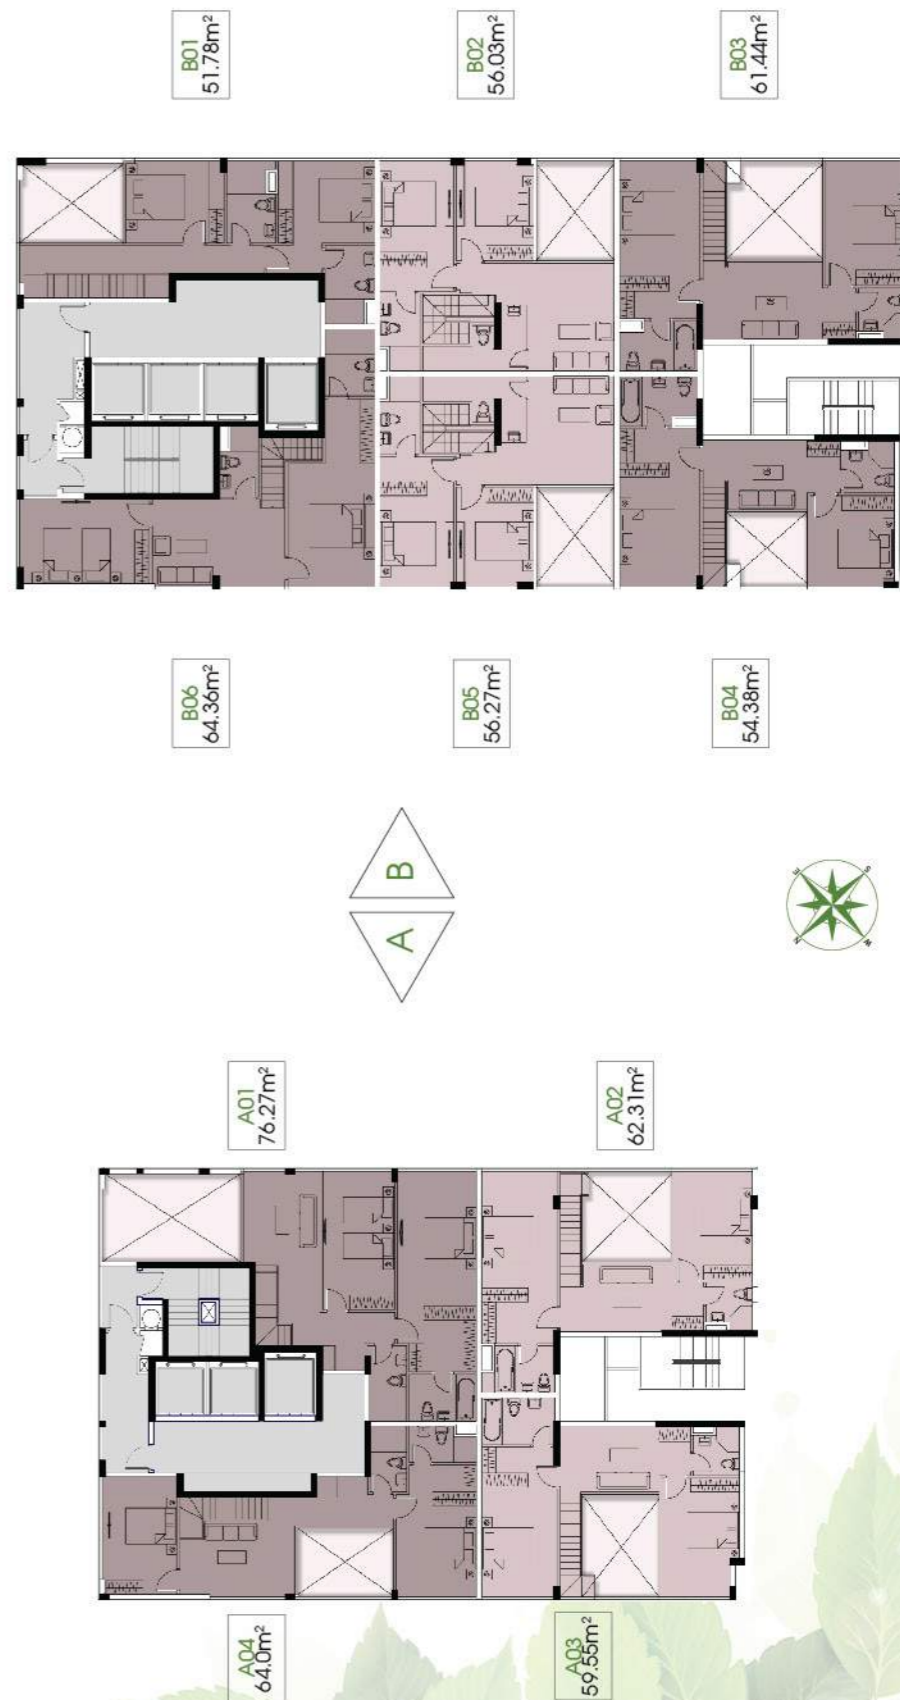 B01
51.78m²
B02
56.03m²
B03
61.44m²
B06
64.36m²
B05
56.27m²
B04
54.38m²
B
A
E
S
N
W
A01
76.27m²
A02
62.31m²
A04
64.0m²
A03
59.55m²